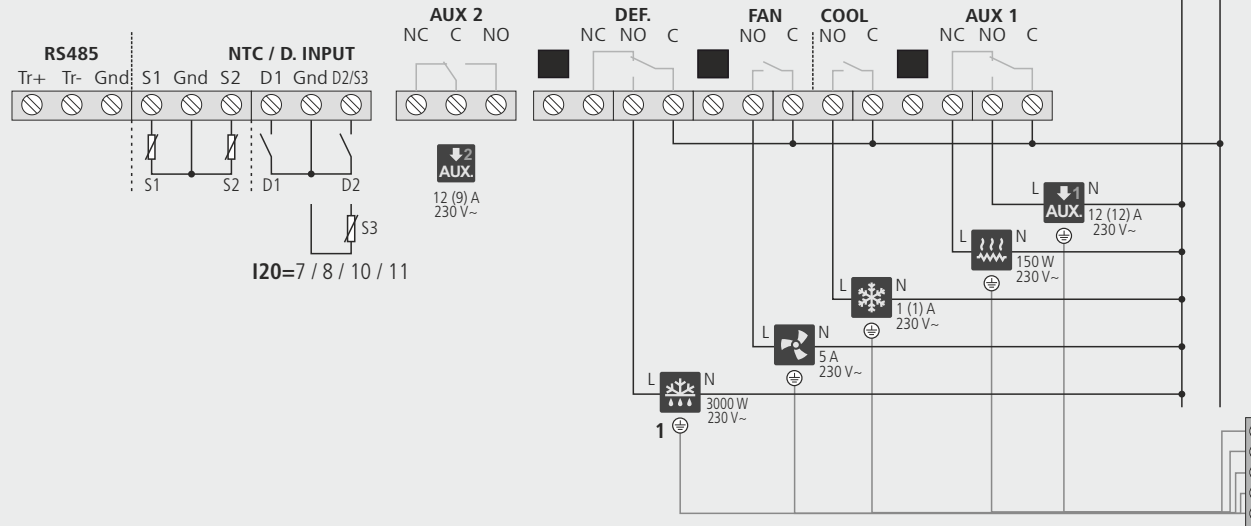 AUX 2
NC C NO
DEF.
NC NO C
FAN
NO C
COOL
NO C
AUX 1
NC NO C
RS485
Tr+ Tr- Gnd
NTC / D. INPUT
S1 Gnd S2 D1 Gnd D2/S3
S1 S2 D1 D2
S3
I20=7 / 8 / 10 / 11
2
AUX.
12 (9) A
230 V~
L 1 N
AUX.
12 (12) A
230 V~
L N
150 W
230 V~
L N
1 (1) A
230 V~
L N
5 A
230 V~
L N
3000 W
230 V~
1